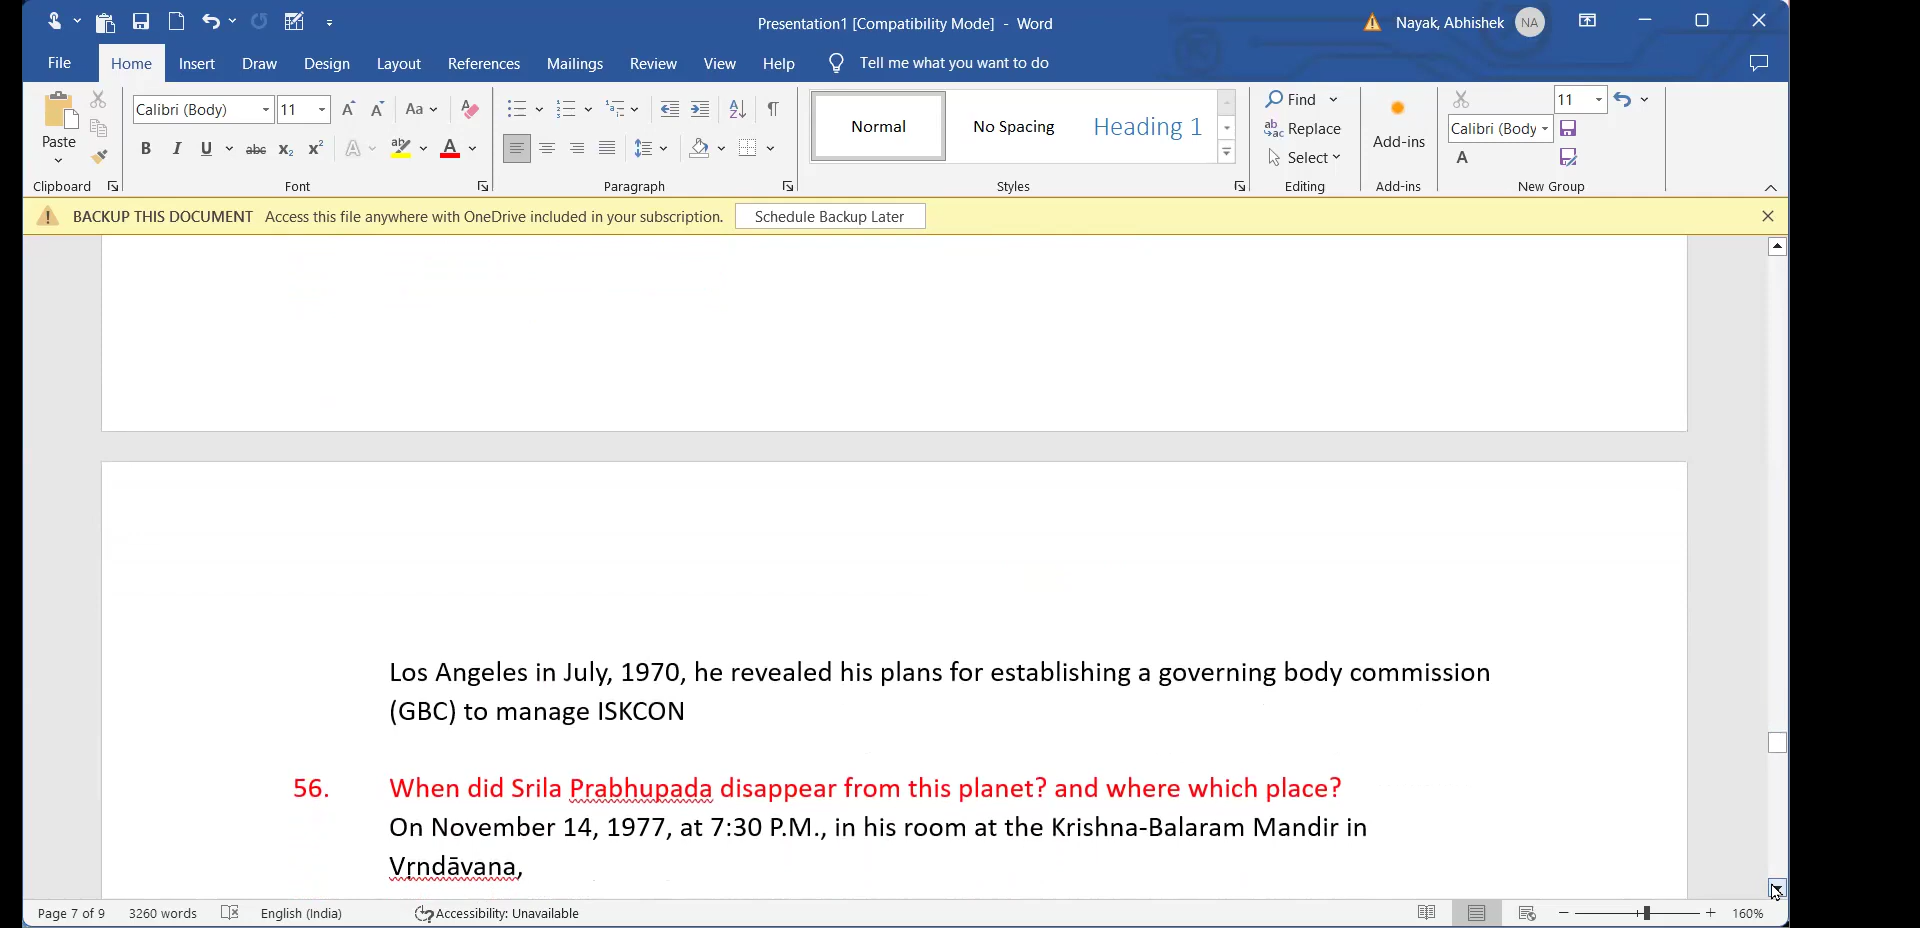 Presentation1 [Compatibility Mode] - Word
Nayak, Abhishek NA
File Home Insert Draw Design Layout References Mailings Review View Help Tell me what you want to do
Paste
Clipboard
Calibri (Body) 11 Aa
B I U abc x₂ x² A ab A
Font
Paragraph
Normal No Spacing Heading 1
Styles
Find
Replace
Select
Editing
Add-ins
Add-ins
11
Calibri (Body
A
New Group
BACKUP THIS DOCUMENT Access this file anywhere with OneDrive included in your subscription. Schedule Backup Later
Los Angeles in July, 1970, he revealed his plans for establishing a governing body commission
(GBC) to manage ISKCON
56. When did Srila Prabhupada disappear from this planet? and where which place?
On November 14, 1977, at 7:30 P.M., in his room at the Krishna-Balaram Mandir in
Vṛndāvana,
Page 7 of 9 3260 words English (India) Accessibility: Unavailable 160%